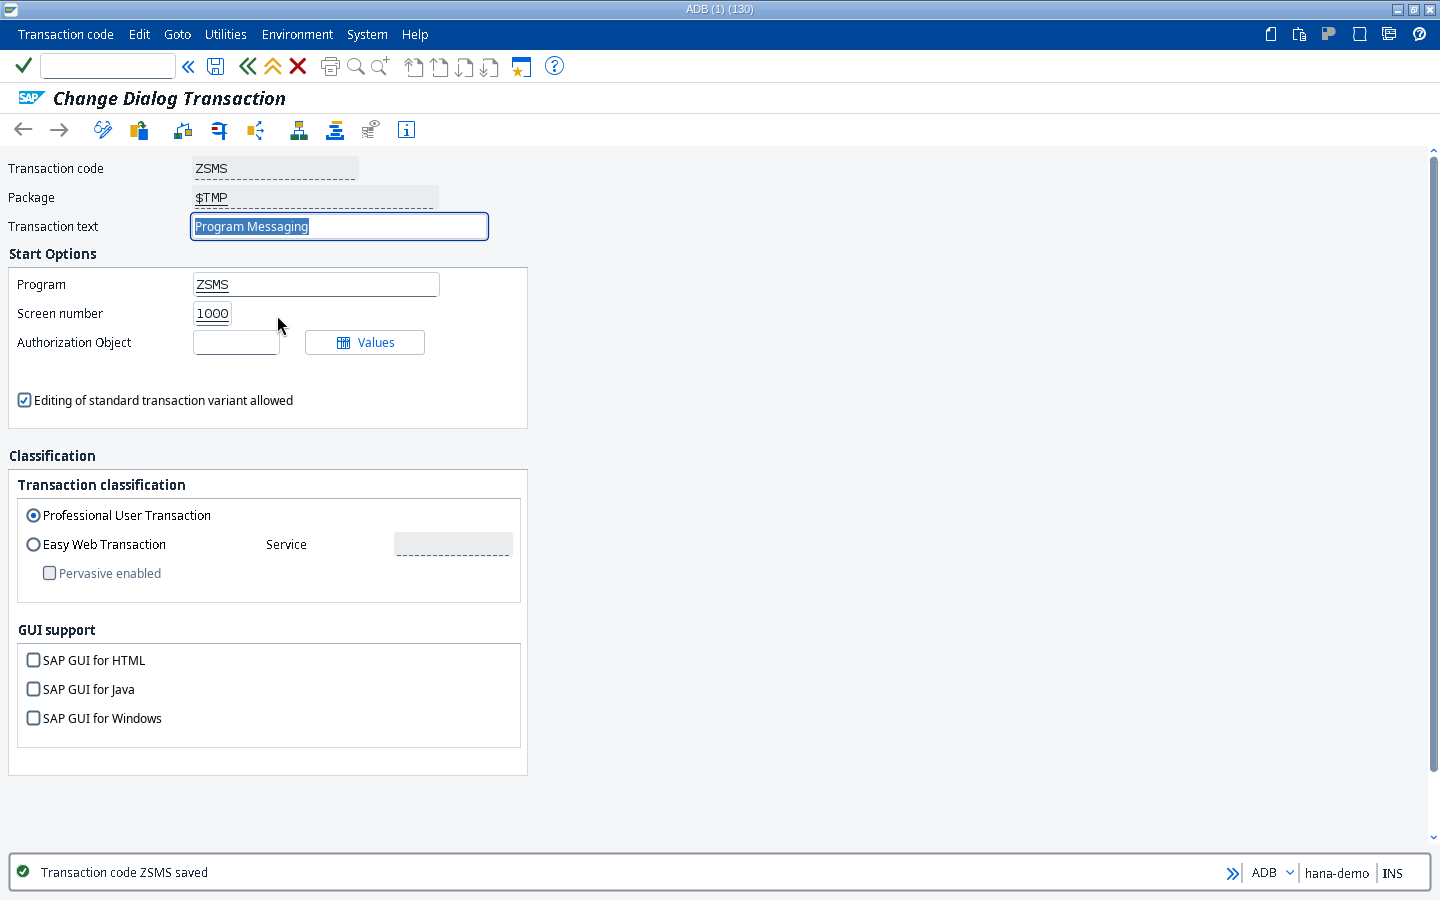 ADB (1) (130)
Transaction code Edit Goto Utilities Environment System Help
SAP Change Dialog Transaction
Transaction code ZSMS
Package $TMP
Transaction text Program Messaging
Start Options
Program ZSMS
Screen number 1000
Authorization Object Values
Editing of standard transaction variant allowed
Classification
Transaction classification
Professional User Transaction
Easy Web Transaction Service
Pervasive enabled
GUI support
SAP GUI for HTML
SAP GUI for Java
SAP GUI for Windows
Transaction code ZSMS saved ADB hana-demo INS